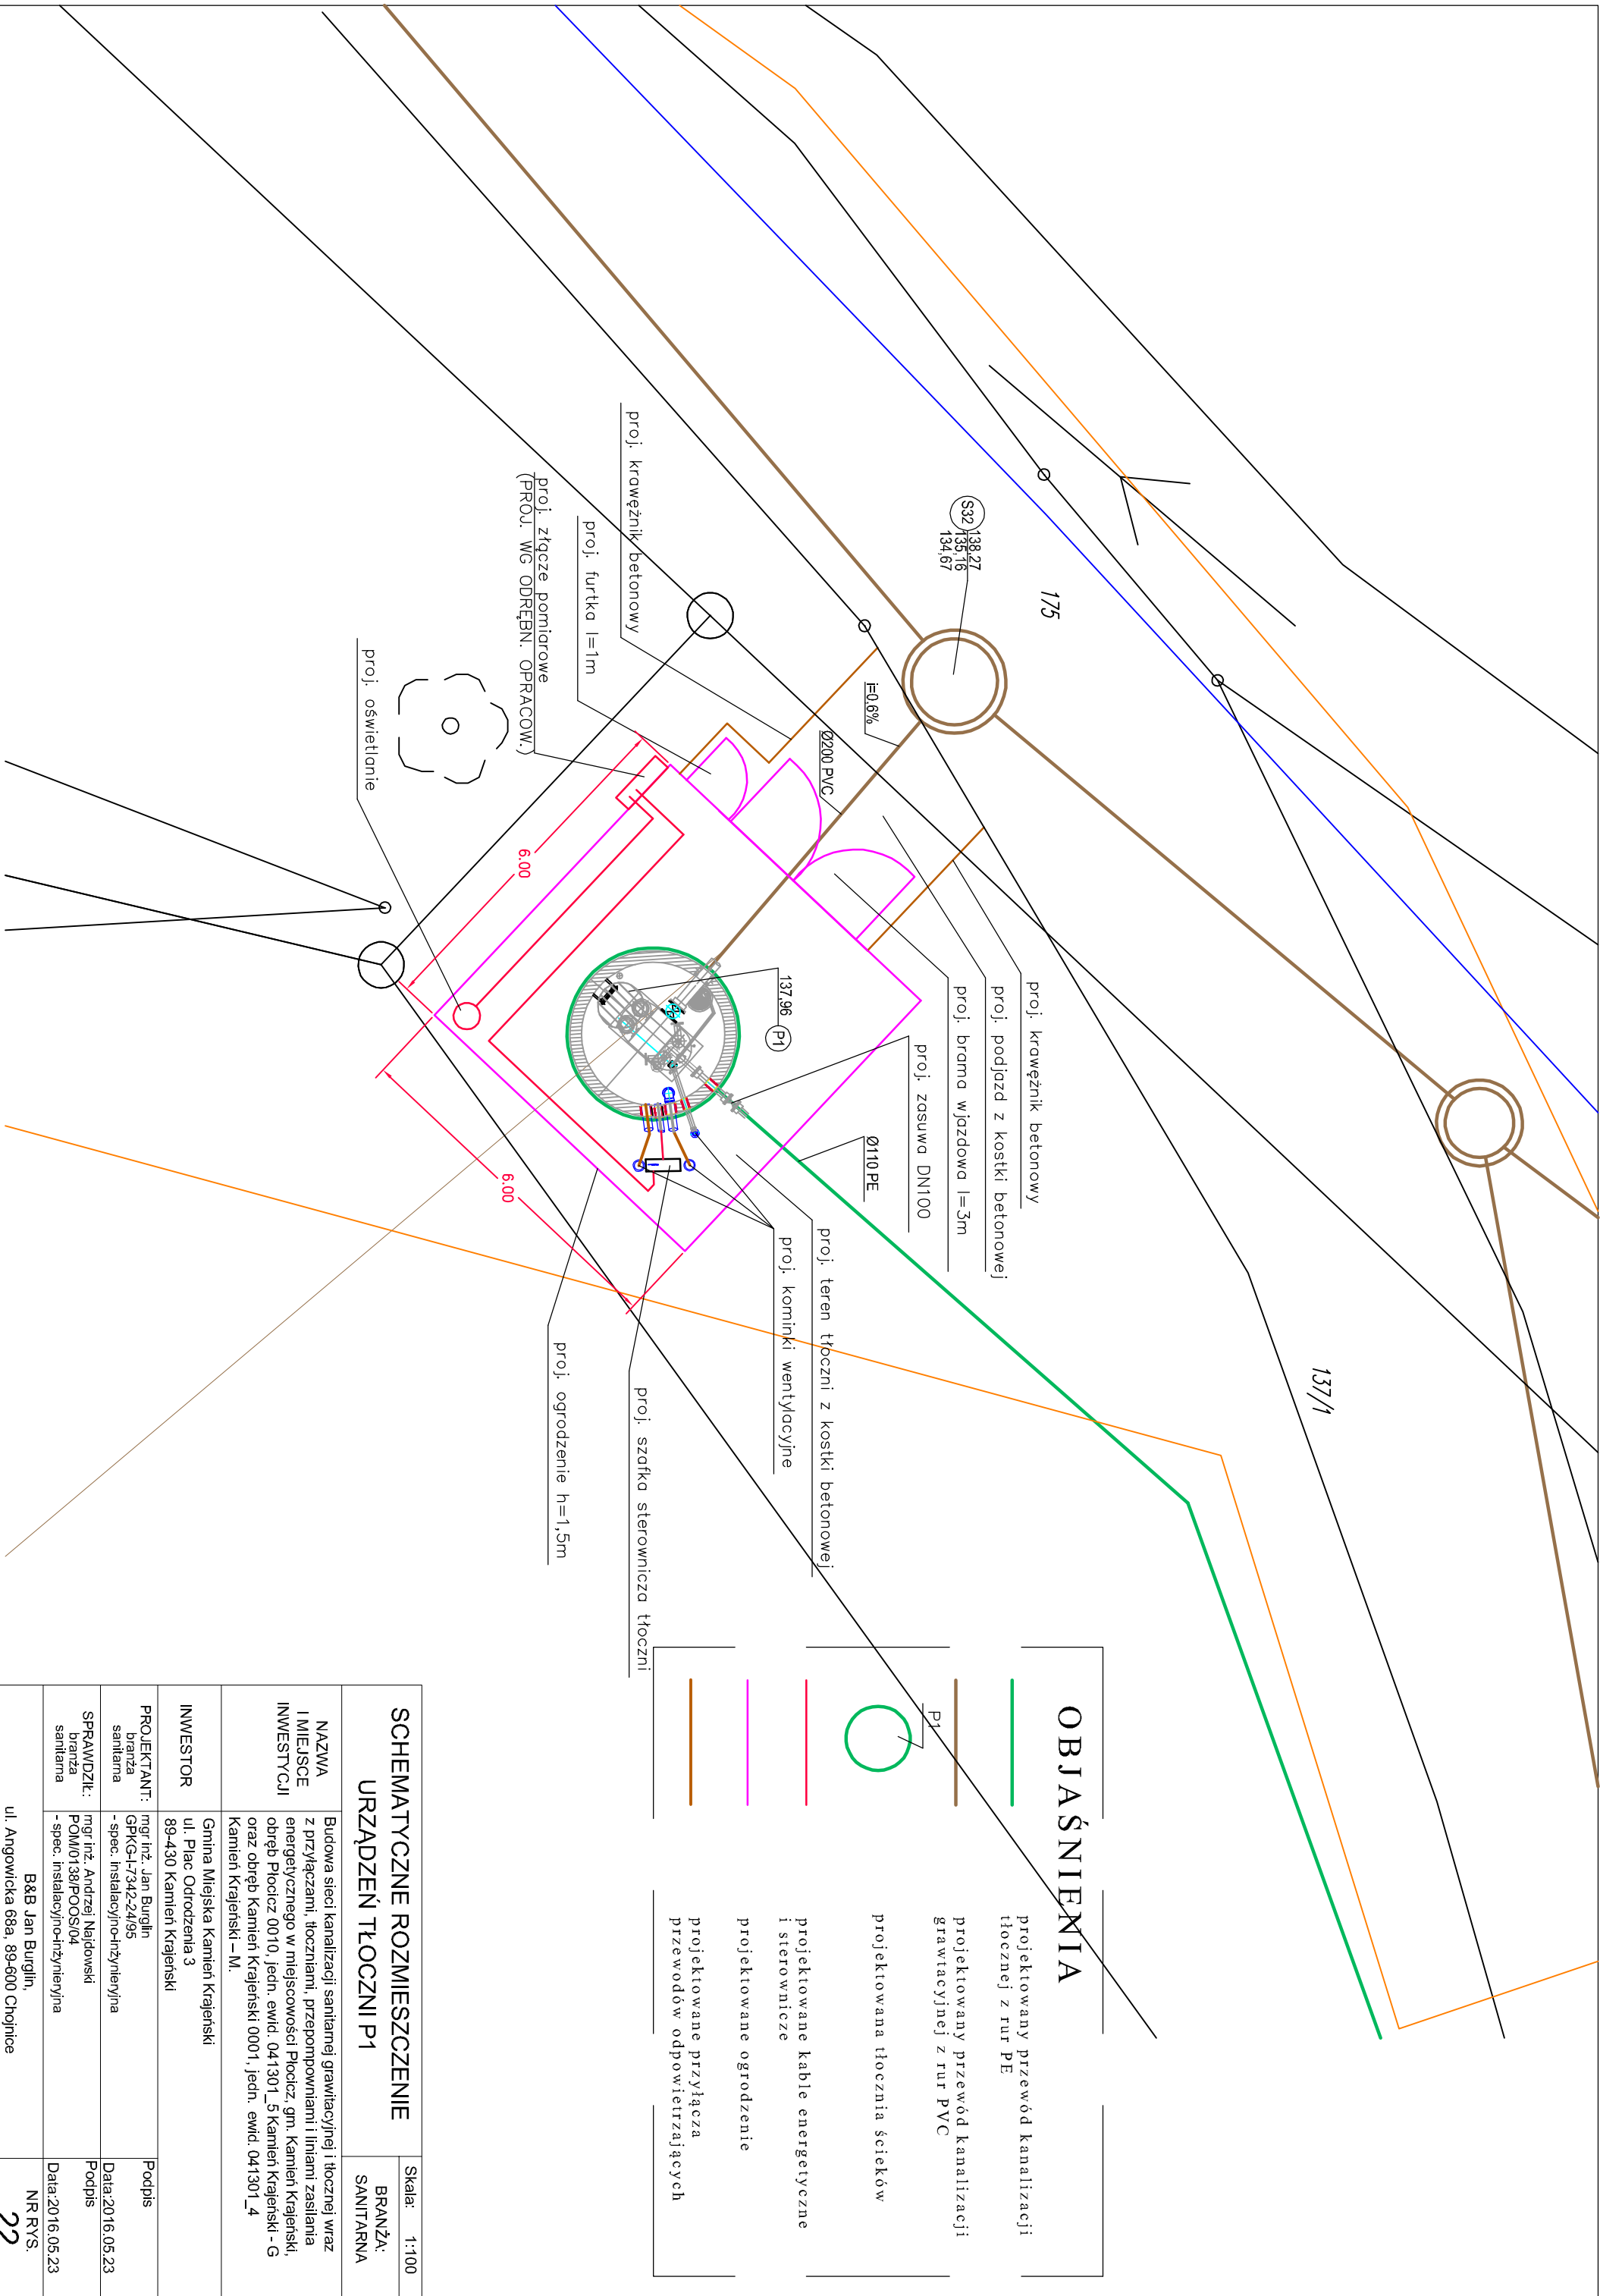 175
137/1
S32
138,27
135,16
134,67
i=0.6%
Ø200 PVC
proj. krawężnik betonowy
proj. furtka l=1m
proj. złącze pomiarowe
(PROJ. WG ODRĘBN. OPRACOW.)
proj. oświetlanie
6.00
6.00
137,96
P1
proj. krawężnik betonowy
proj. podjazd z kostki betonowej
proj. brama wjazdowa l=3m
proj. zasuwa DN100
Ø110 PE
proj. teren tłoczni z kostki betonowej
proj. kominki wentylacyjne
proj. szafka sterownicza tłoczni
proj. ogrodzenie h=1,5m
OBJAŚNIENIA
projektowany przewód kanalizacji
tłocznej z rur PE
projektowany przewód kanalizacji
grawtacyjnej z rur PVC
P1
projektowana tłocznia ścieków
projektowane kable energetyczne
i sterownicze
projektowane ogrodzenie
projektowane przyłącza
przewodów odpowietrzających
SCHEMATYCZNE ROZMIESZCZENIE
URZĄDZEŃ TŁOCZNI P1
Skala: 1:100
BRANŻA:
SANITARNA
NAZWA
I MIEJSCE
INWESTYCJI
Budowa sieci kanalizacji sanitarnej grawitacyjnej i tłocznej wraz
z przyłączami, tłoczniami, przepompowniami i liniami zasilania
energetycznego w miejscowości Płocicz, gm. Kamień Krajeński,
obręb Płocicz 0010, jedn. ewid. 041301_5 Kamień Krajeński - G
oraz obręb Kamień Krajeński 0001, jedn. ewid. 041301_4
Kamień Krajeński – M.
INWESTOR
Gmina Miejska Kamień Krajeński
ul. Plac Odrodzenia 3
89-430 Kamień Krajeński
PROJEKTANT:
branża
sanitarna
mgr inż. Jan Burglin
GPKG-I-7342-24/95
- spec. instalacyjno-inżynieryjna
Podpis
Data:2016.05.23
SPRAWDZIŁ:
branża
sanitarna
mgr inż. Andrzej Najdowski
POM/0138/POOS/04
- spec. instalacyjno-inżynieryjna
Podpis
Data:2016.05.23
B&B Jan Burglin,
ul. Angowicka 68a, 89-600 Chojnice
NR RYS.
22